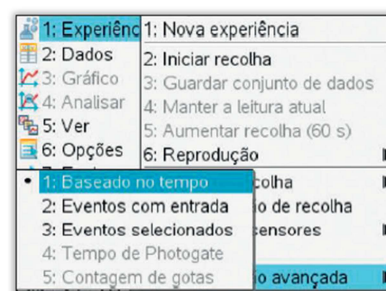 1: Experiênc
2: Dados
3: Gráfico
4: Analisar
5: Ver
6: Opções
1: Nova experiência
2: Iniciar recolha
3: Guardar conjunto de dados
4: Manter a leitura atual
5: Aumentar recolha (60 s)
6: Reprodução
colha
o de recolha
censores
o avançada
1: Baseado no tempo
2: Eventos com entrada
3: Eventos selecionados
4: Tempo de Photogate
5: Contagem de gotas